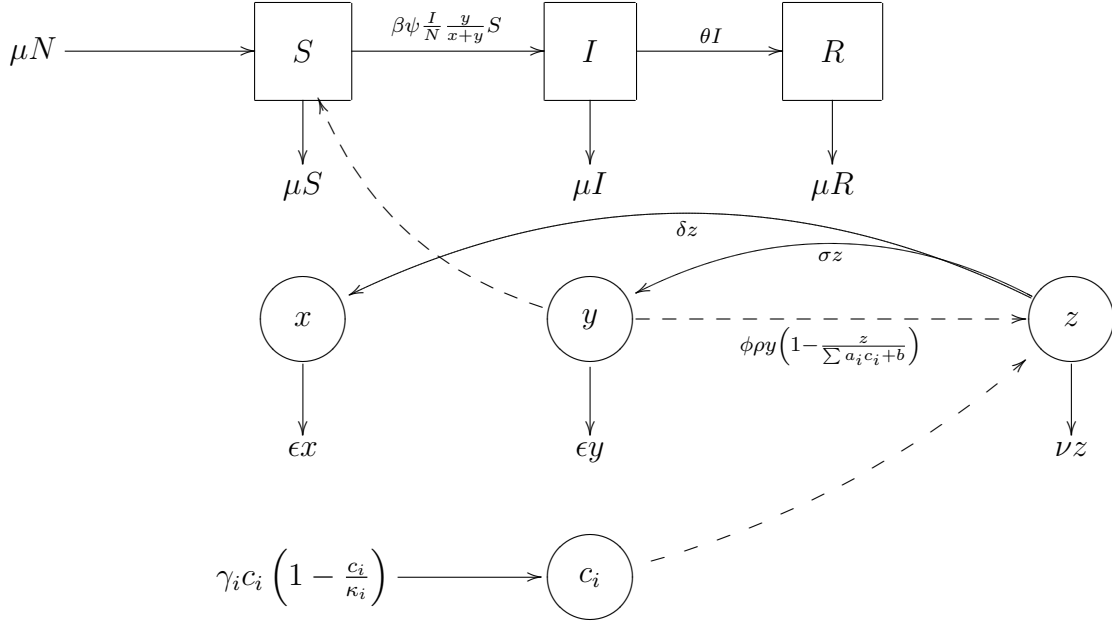 βψ I/N y/(x+y) S
θI
μN
S
I
R
μS
μI
μR
δz
σz
x
y
z
φρy(1 − z/(∑ a_i c_i + b))
ϵx
ϵy
νz
γ_i c_i (1 − c_i/κ_i)
c_i